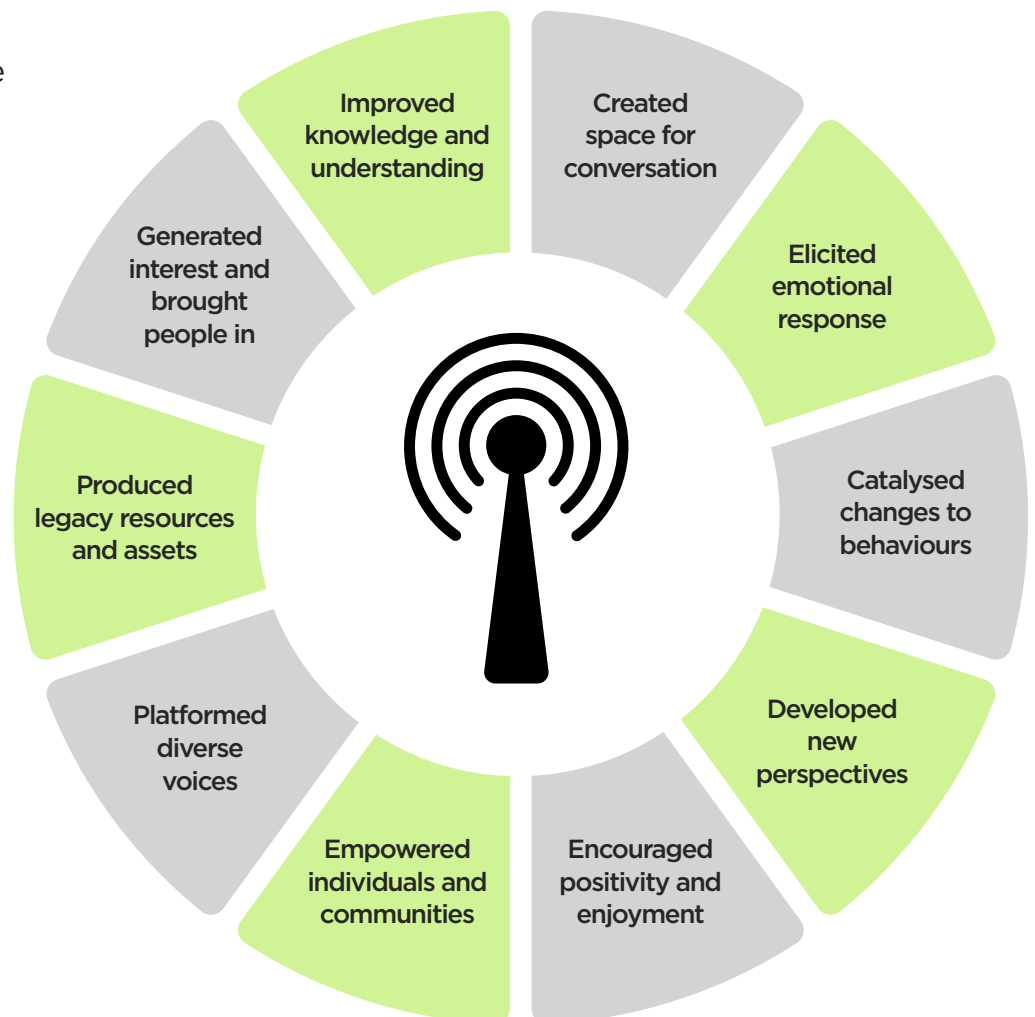 e
Improved
knowledge and
understanding
Created
space for
conversation
Elicited
emotional
response
Catalysed
changes to
behaviours
Developed
new
perspectives
Encouraged
positivity and
enjoyment
Empowered
individuals and
communities
Platformed
diverse
voices
Produced
legacy resources
and assets
Generated
interest and
brought
people in